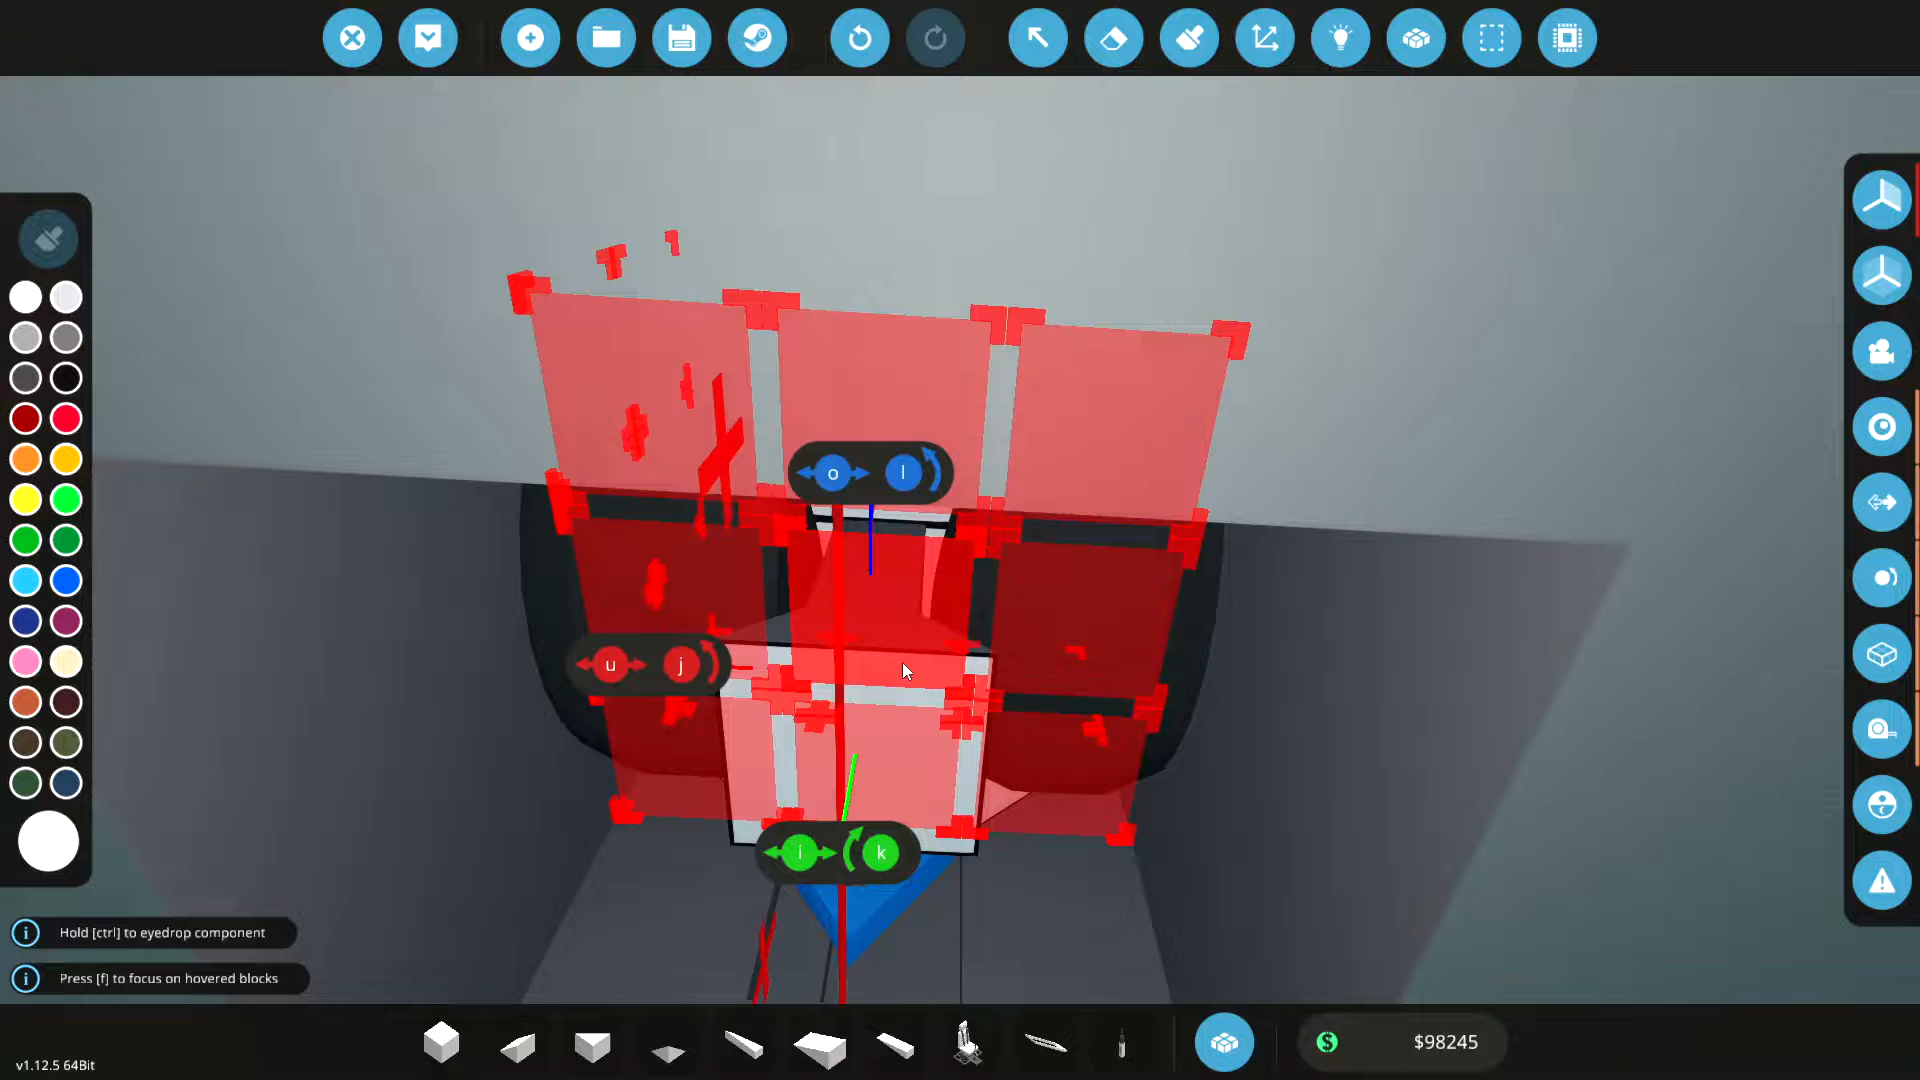 o l
u j
i k
Hold [ctrl] to eyedrop component
Press [f] to focus on hovered blocks
v1.12.5 64Bit
$ $98245